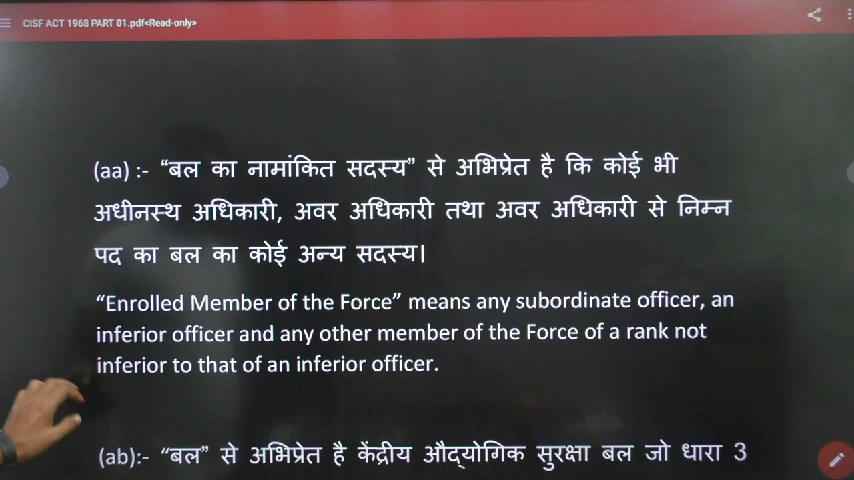 CISF ACT 1968 PART 01.pdf<Read-only>
(aa) :- “बल का नामांकित सदस्य” से अभिप्रेत है कि कोई भी
अधीनस्थ अधिकारी, अवर अधिकारी तथा अवर अधिकारी से निम्न
पद का बल का कोई अन्य सदस्य।
“Enrolled Member of the Force” means any subordinate officer, an
inferior officer and any other member of the Force of a rank not
inferior to that of an inferior officer.
(ab):- “बल” से अभिप्रेत है केंद्रीय औद्योगिक सुरक्षा बल जो धारा 3